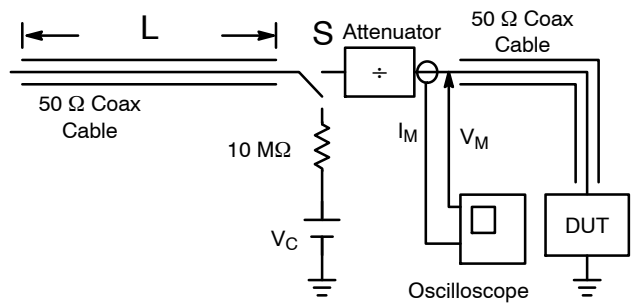 L
S
Attenuator
÷
50 Ω Coax
Cable
50 Ω Coax
Cable
10 MΩ
I_M
V_M
V_C
DUT
Oscilloscope